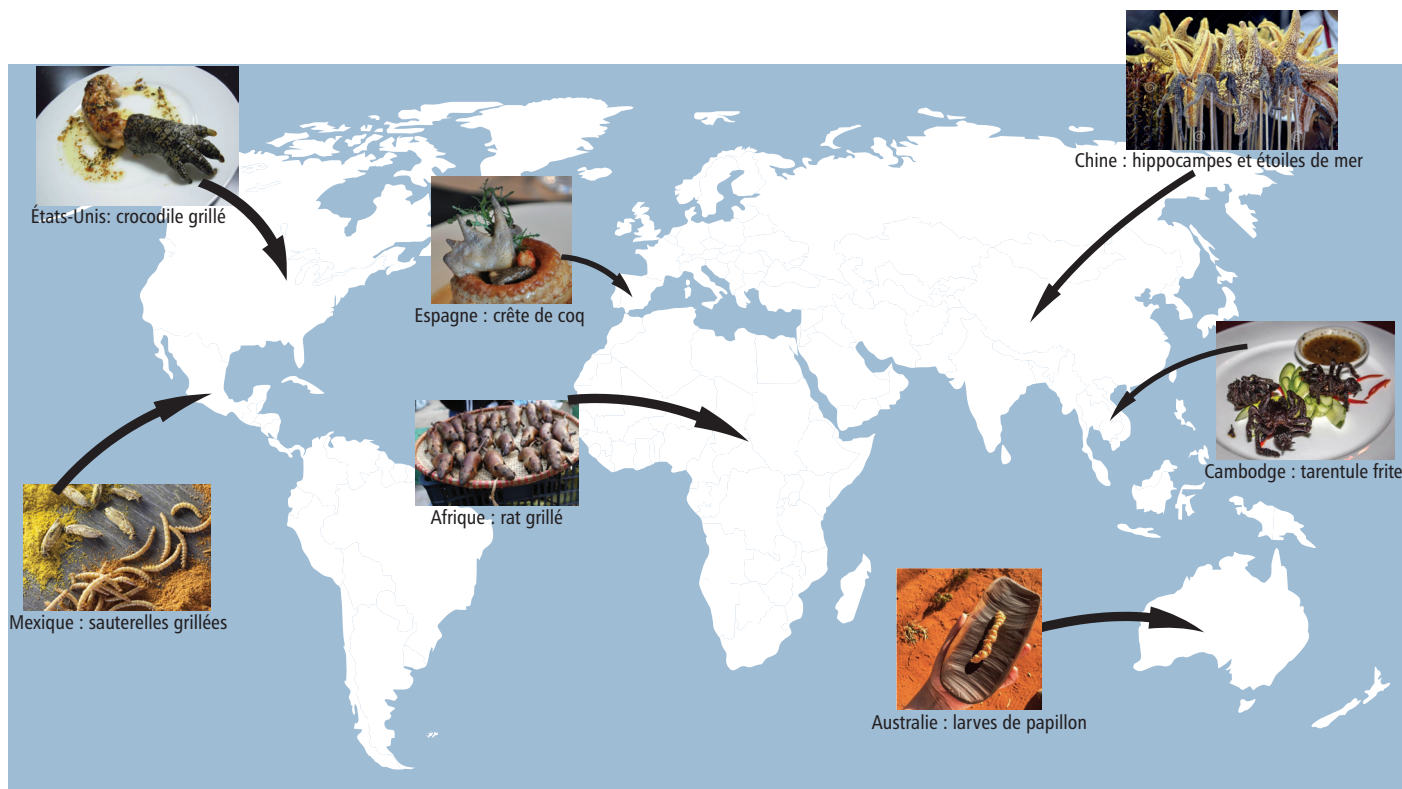 Chine : hippocampes et étoiles de mer
États-Unis: crocodile grillé
Espagne : crête de coq
Cambodge : tarentule frite
Afrique : rat grillé
Mexique : sauterelles grillées
Australie : larves de papillon